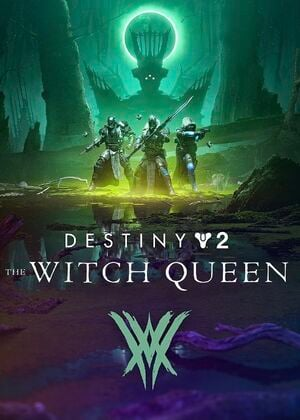 DESTINY 2
THE WITCH QUEEN